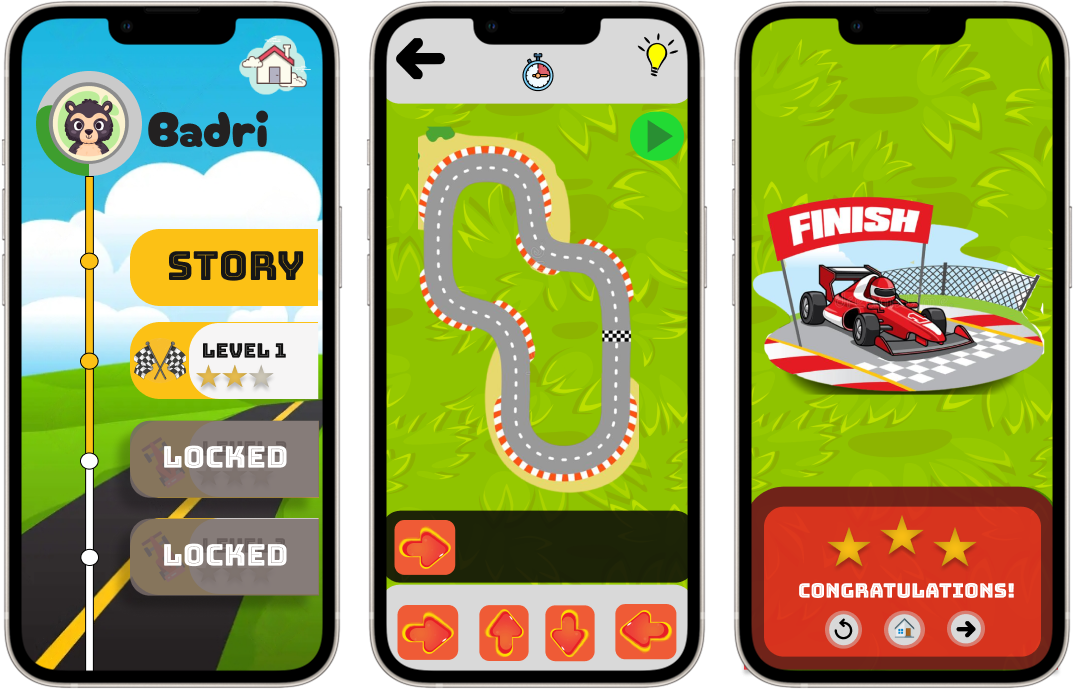 Badri
STORY
LEVEL 1
LOCKED
LOCKED
FINISH
CONGRATULATIONS!